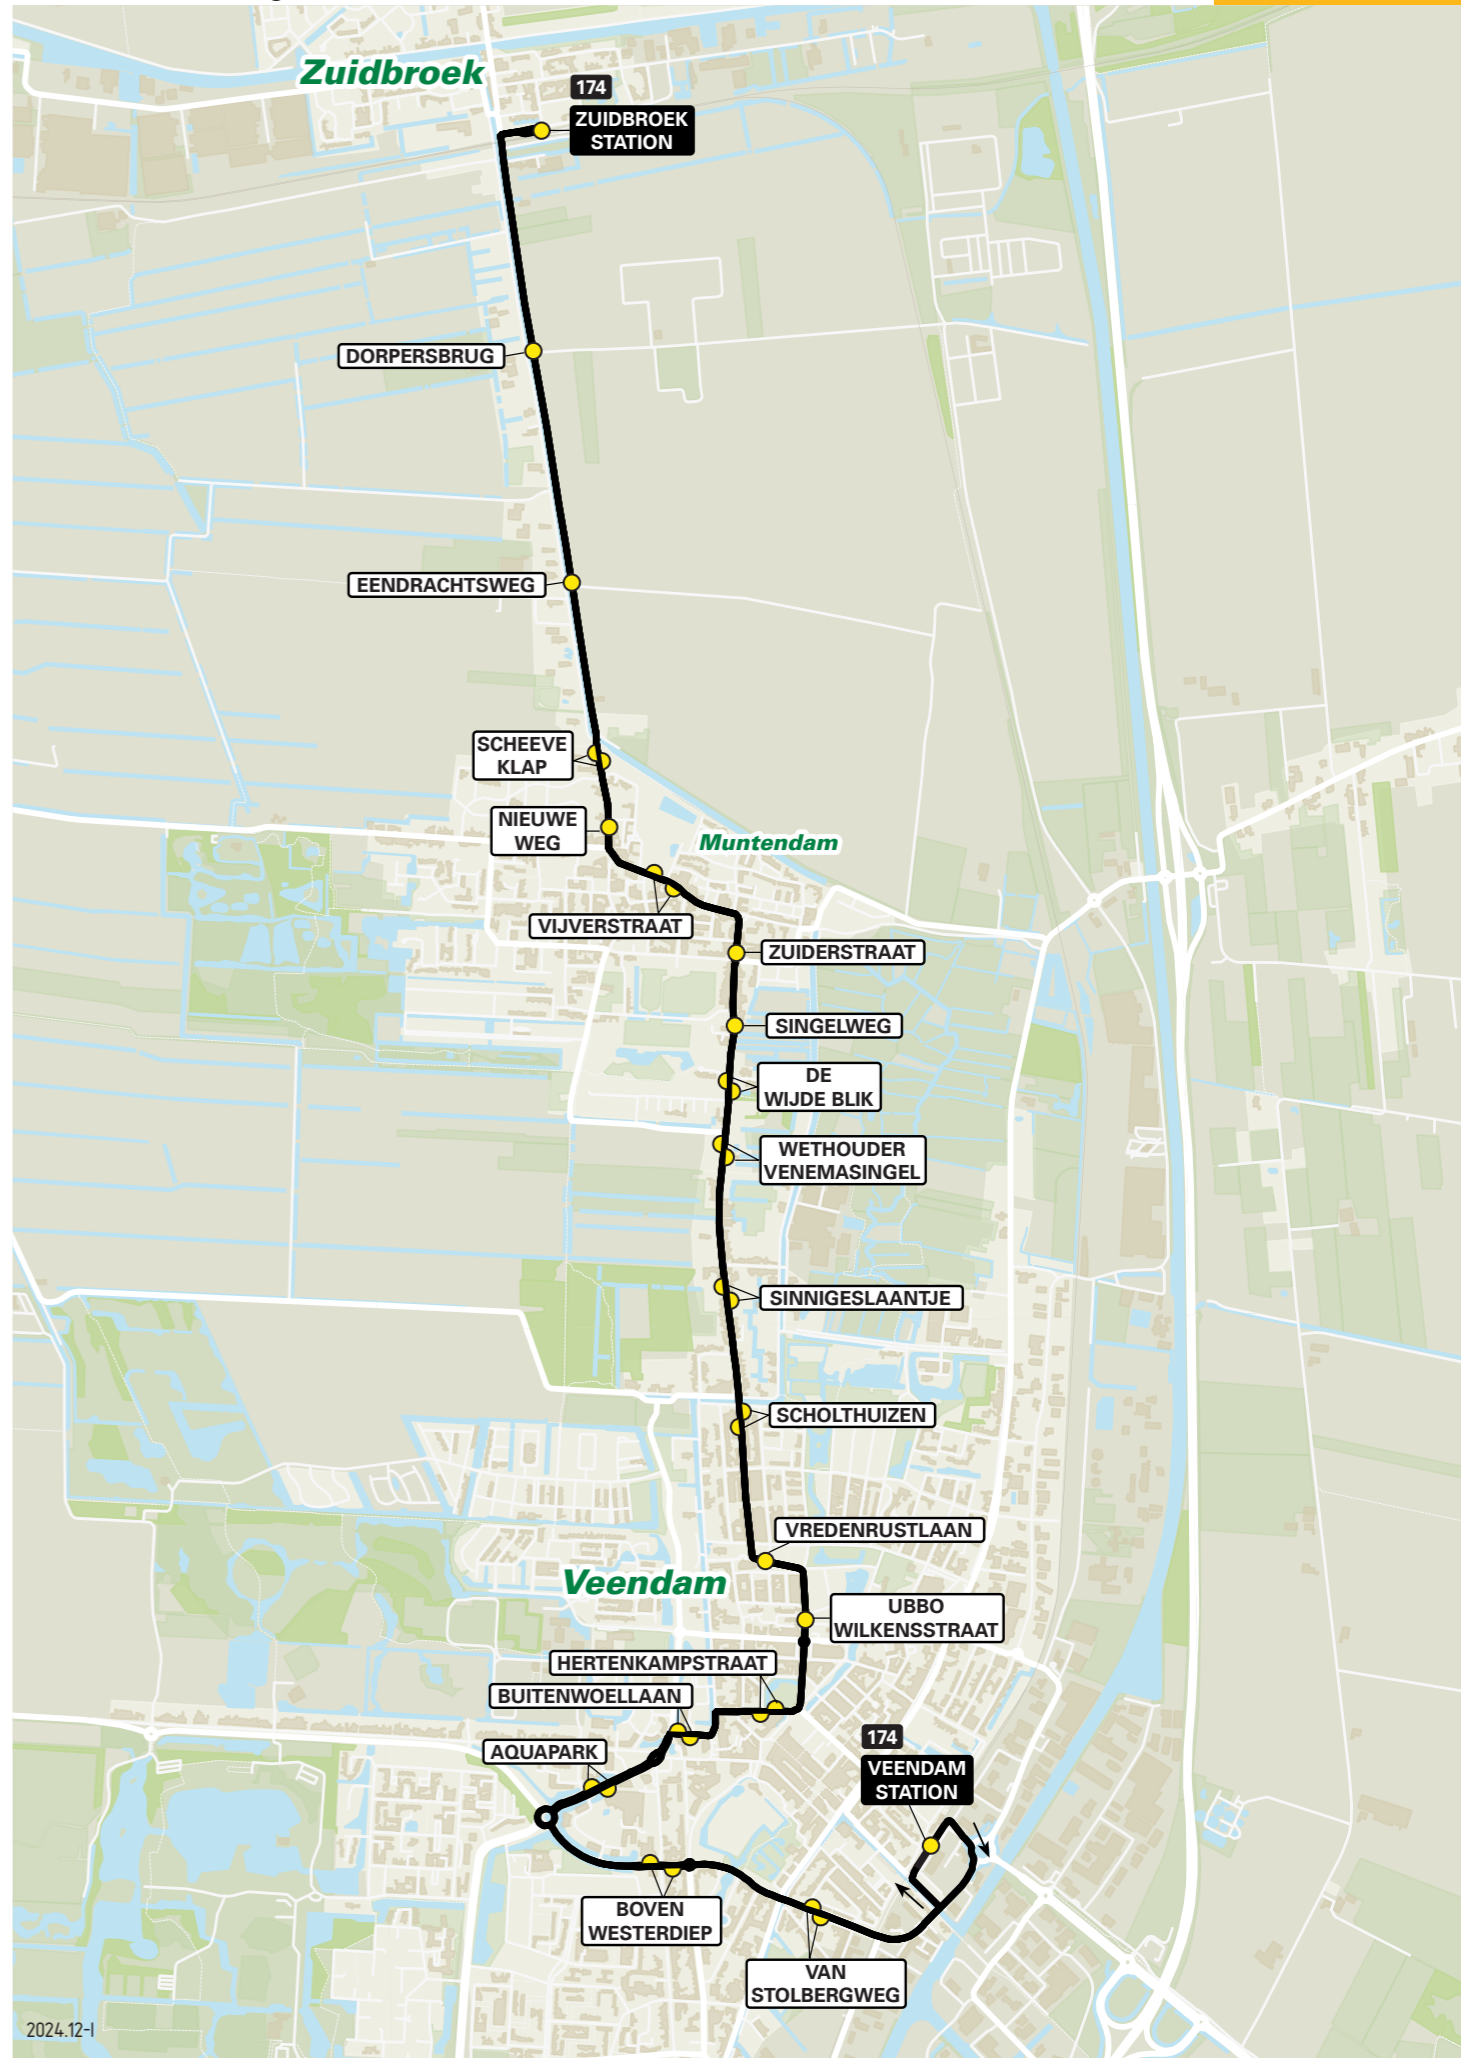 Zuidbroek
174
ZUIDBROEK
STATION
DORPERSBRUG
EENDRACHTSWEG
SCHEEVE
KLAP
NIEUWE
WEG
Muntendam
VIJVERSTRAAT
ZUIDERSTRAAT
SINGELWEG
DE
WIJDE BLIK
WETHOUDER
VENEMASINGEL
SINNIGESLAANTJE
SCHOLTHUIZEN
VREDENRUSTLAAN
Veendam
UBBO
WILKENSSTRAAT
HERTENKAMPSTRAAT
BUITENWOELLAAN
AQUAPARK
174
VEENDAM
STATION
BOVEN
WESTERDIEP
VAN
STOLBERGWEG
2024.12-I